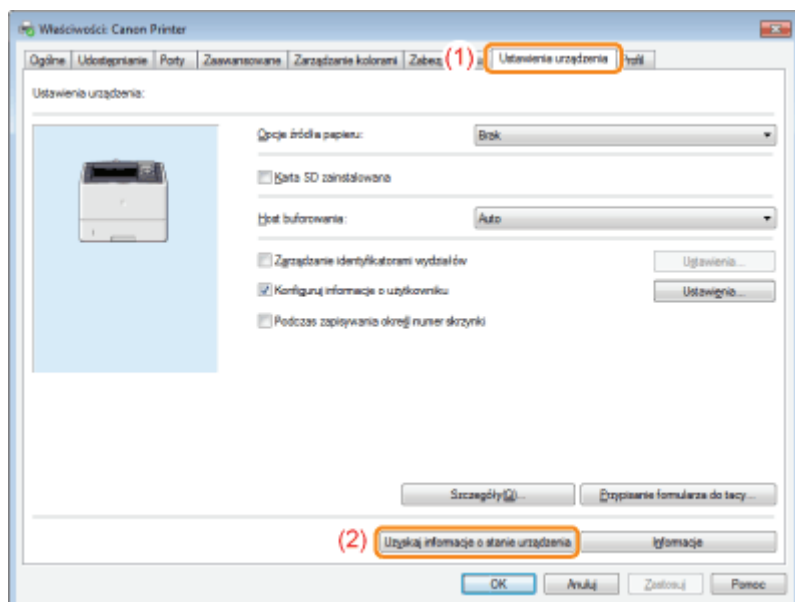 Właściwości: Canon Printer
Ogólne Udostępnianie Porty Zaawansowane Zarządzanie kolorami Zabez (1) Ustawienia urządzenia Profil
Ustawienia urządzenia:
Opcje źródła papieru: Brak
Karta SD zainstalowana
Host buforowania: Auto
Zarządzanie identyfikatorami wydziałów Ustawienia...
Konfiguruj informacje o użytkowniku Ustawienia...
Podczas zapisywania określ numer skrzynki
Szczegóły(Q)... Przypisanie formularza do tacy...
(2) Uzyskaj informacje o stanie urządzenia Informacje
OK Anuluj Zastosuj Pomoc